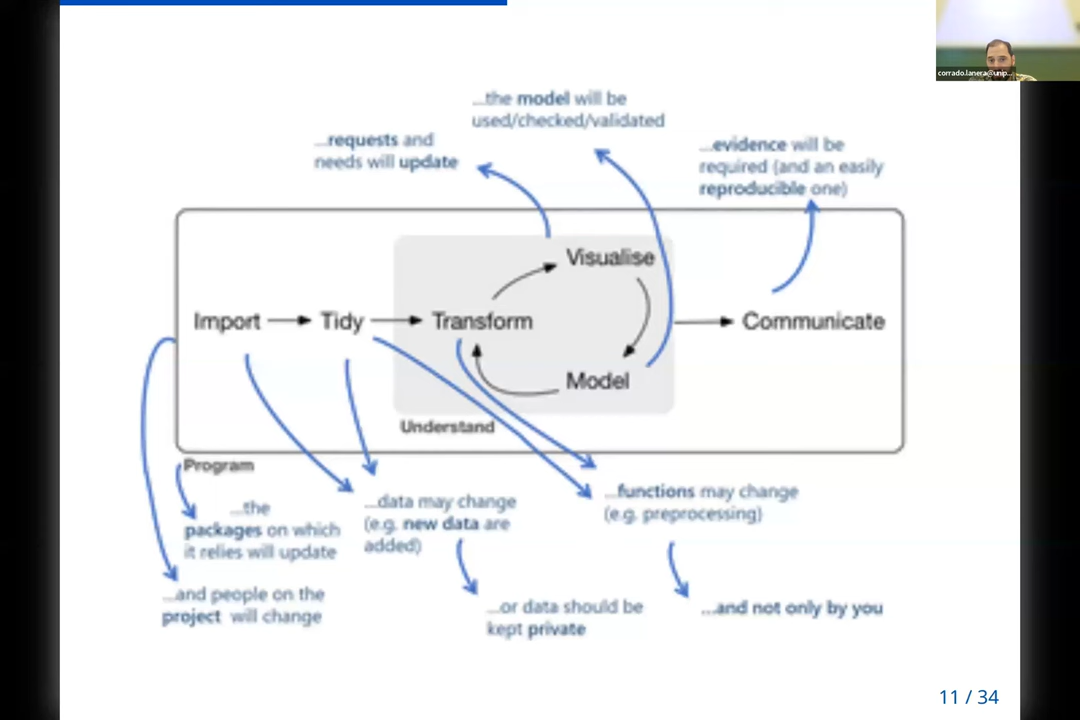 corrado.lanera@unip...
...the model will be
used/checked/validated
...requests and
needs will update
...evidence will be
required (and an easily
reproducible one)
Visualise
Import
Tidy
Transform
Communicate
Model
Understand
Program
...the
packages on which
it relies will update
...data may change
(e.g. new data are
added)
...functions may change
(e.g. preprocessing)
...and people on the
project will change
...or data should be
kept private
...and not only by you
11 / 34